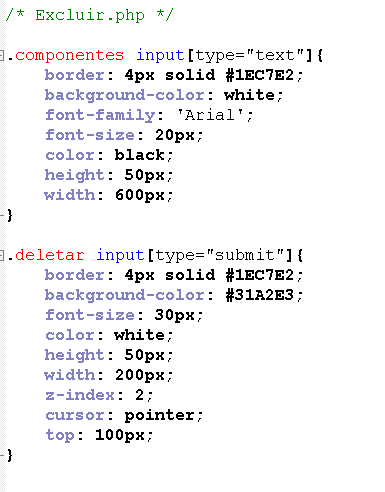 /* Excluir.php */
.componentes input[type="text"]{
border: 4px solid #1EC7E2;
background-color: white;
font-family: 'Arial';
font-size: 20px;
color: black;
height: 50px;
width: 600px;
}
.deletar input[type="submit"]{
border: 4px solid #1EC7E2;
background-color: #31A2E3;
font-size: 30px;
color: white;
height: 50px;
width: 200px;
z-index: 2;
cursor: pointer;
top: 100px;
}